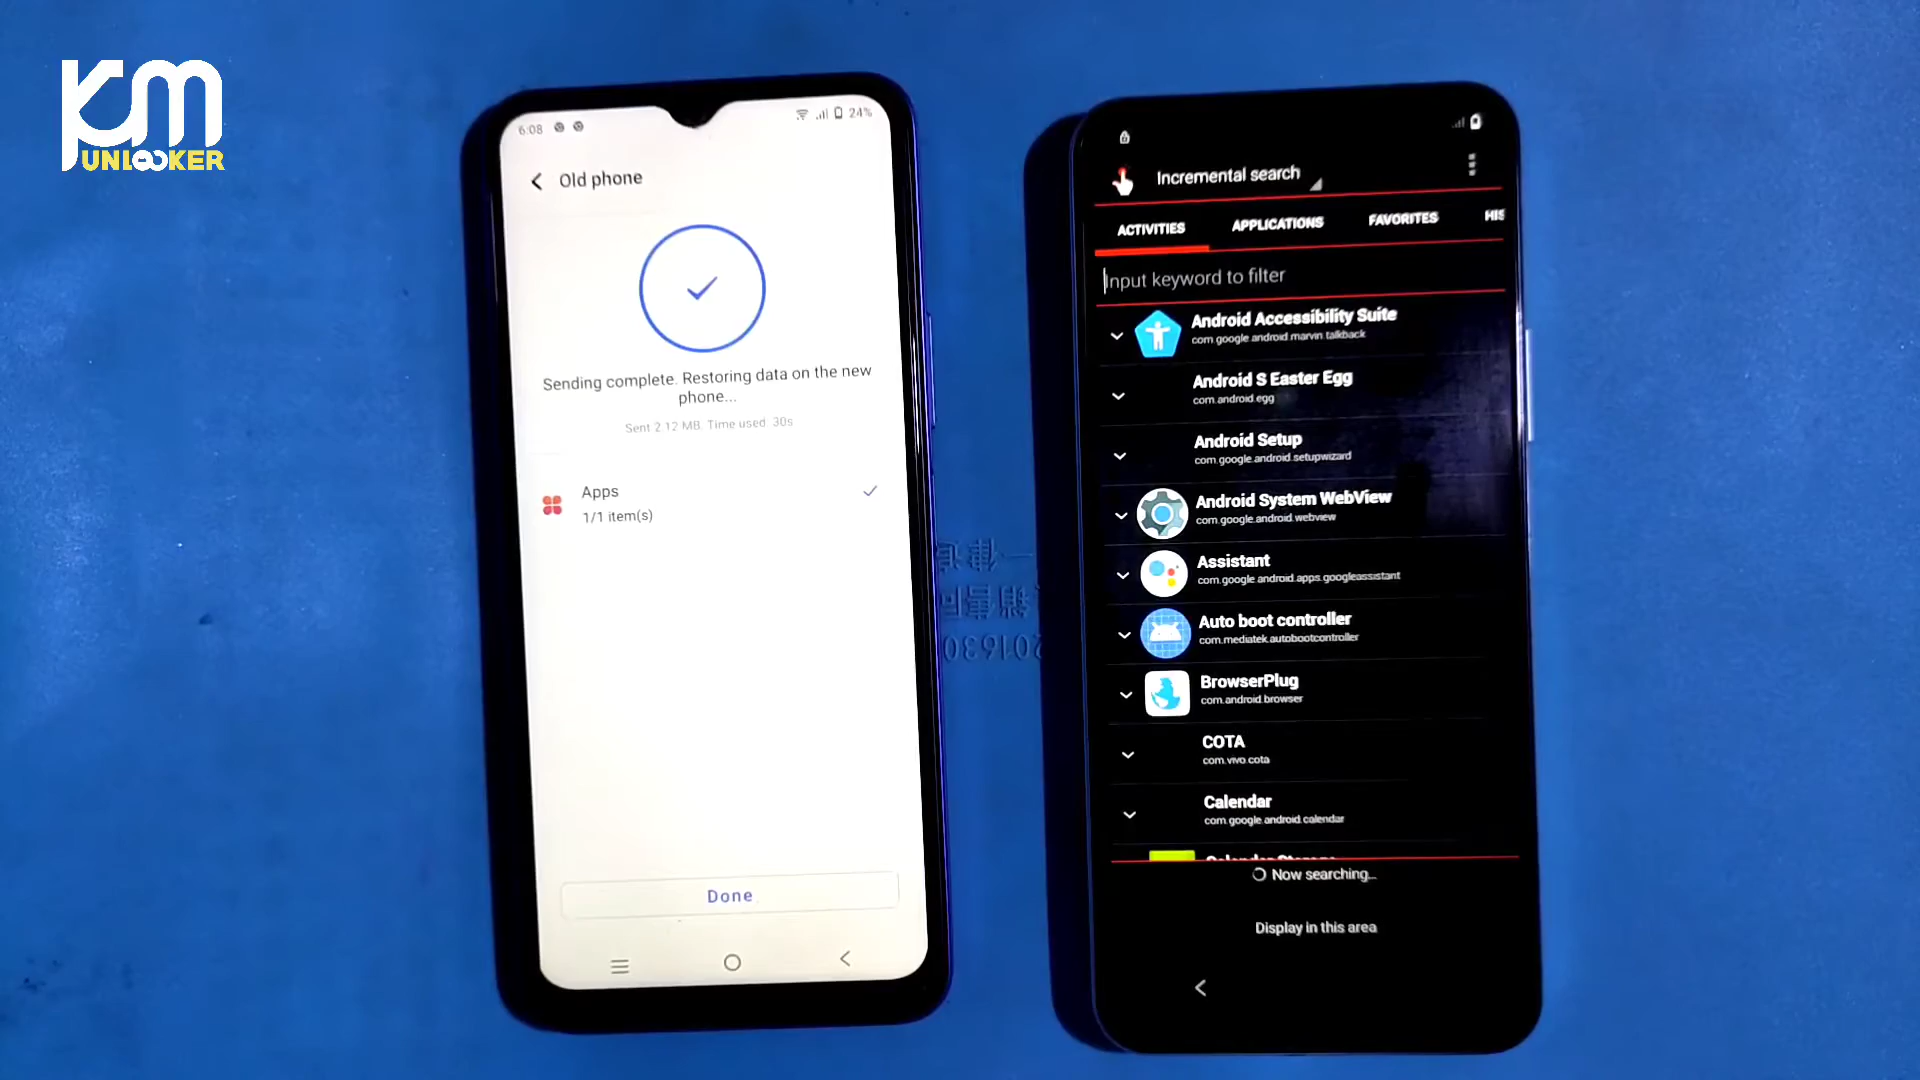 KM
UNLOCKER
6:08
24%
Old phone
Sending complete. Restoring data on the new
phone...
Sent 2.12 MB. Time used: 30s
Apps
1/1 item(s)
Done
Incremental search
ACTIVITIES APPLICATIONS FAVORITES HIS
Input keyword to filter
Android Accessibility Suite
com.google.android.marvin.talkback
Android S Easter Egg
com.android.egg
Android Setup
com.google.android.setupwizard
Android System WebView
com.google.android.webview
Assistant
com.google.android.apps.googleassistant
Auto boot controller
com.mediatek.autobootcontroller
BrowserPlug
com.android.browser
COTA
com.vivo.cota
Calendar
com.google.android.calendar
Calendar Storage
Now searching...
Display in this area